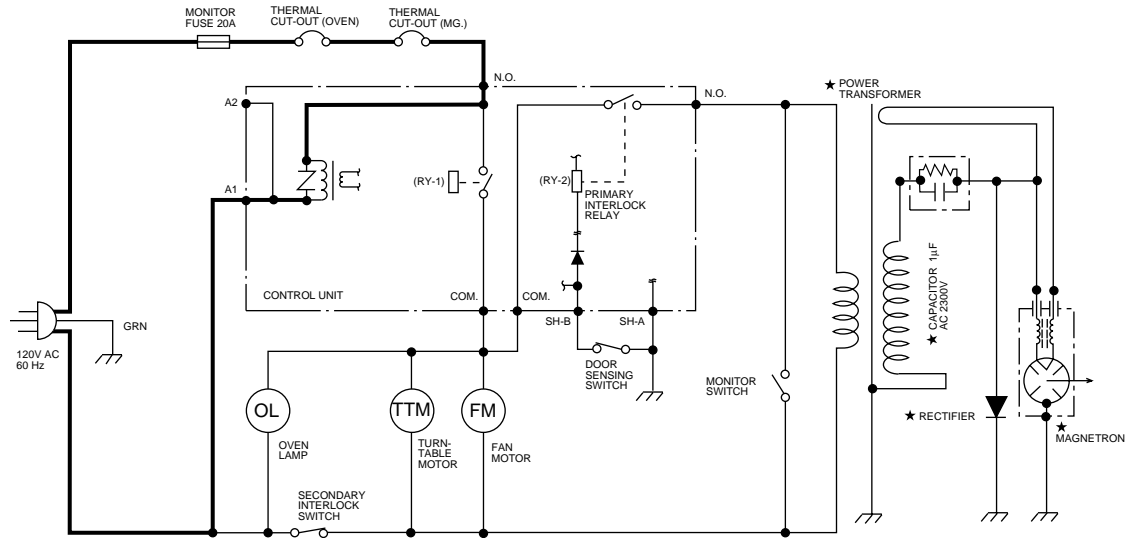 MONITOR
FUSE 20A
THERMAL
CUT-OUT (OVEN)
THERMAL
CUT-OUT (MG.)
N.O.
A2
N.O.
★ POWER
TRANSFORMER
A1
(RY-1)
(RY-2)
PRIMARY
INTERLOCK
RELAY
★ CAPACITOR 1µF
AC 2300V
CONTROL UNIT
COM.
COM.
SH-B
SH-A
GRN
120V AC
60 Hz
DOOR
SENSING
SWITCH
MONITOR
SWITCH
OL
TTM
FM
★ RECTIFIER
★
MAGNETRON
OVEN
LAMP
TURN-
TABLE
MOTOR
FAN
MOTOR
SECONDARY
INTERLOCK
SWITCH